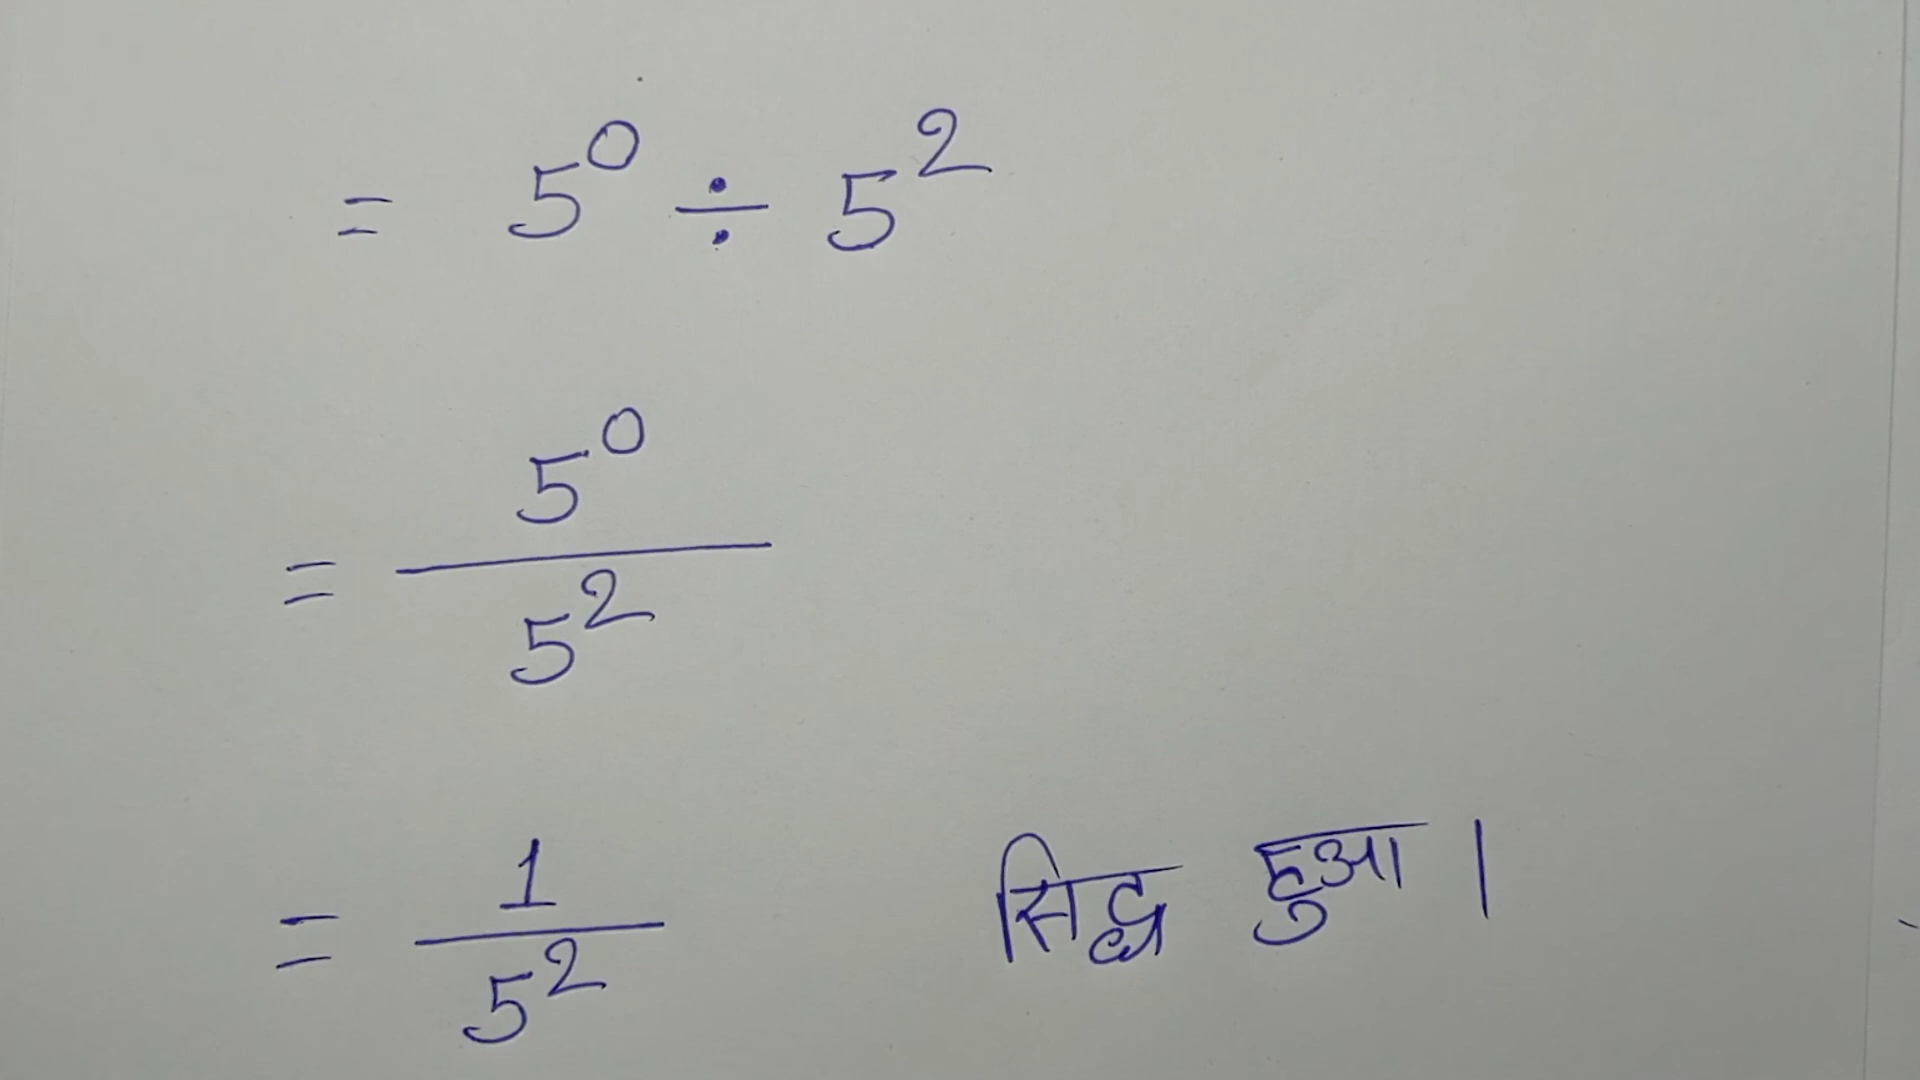 = 5⁰ ÷ 5²
= 5⁰/5²
= 1/5² सिद्ध हुआ।